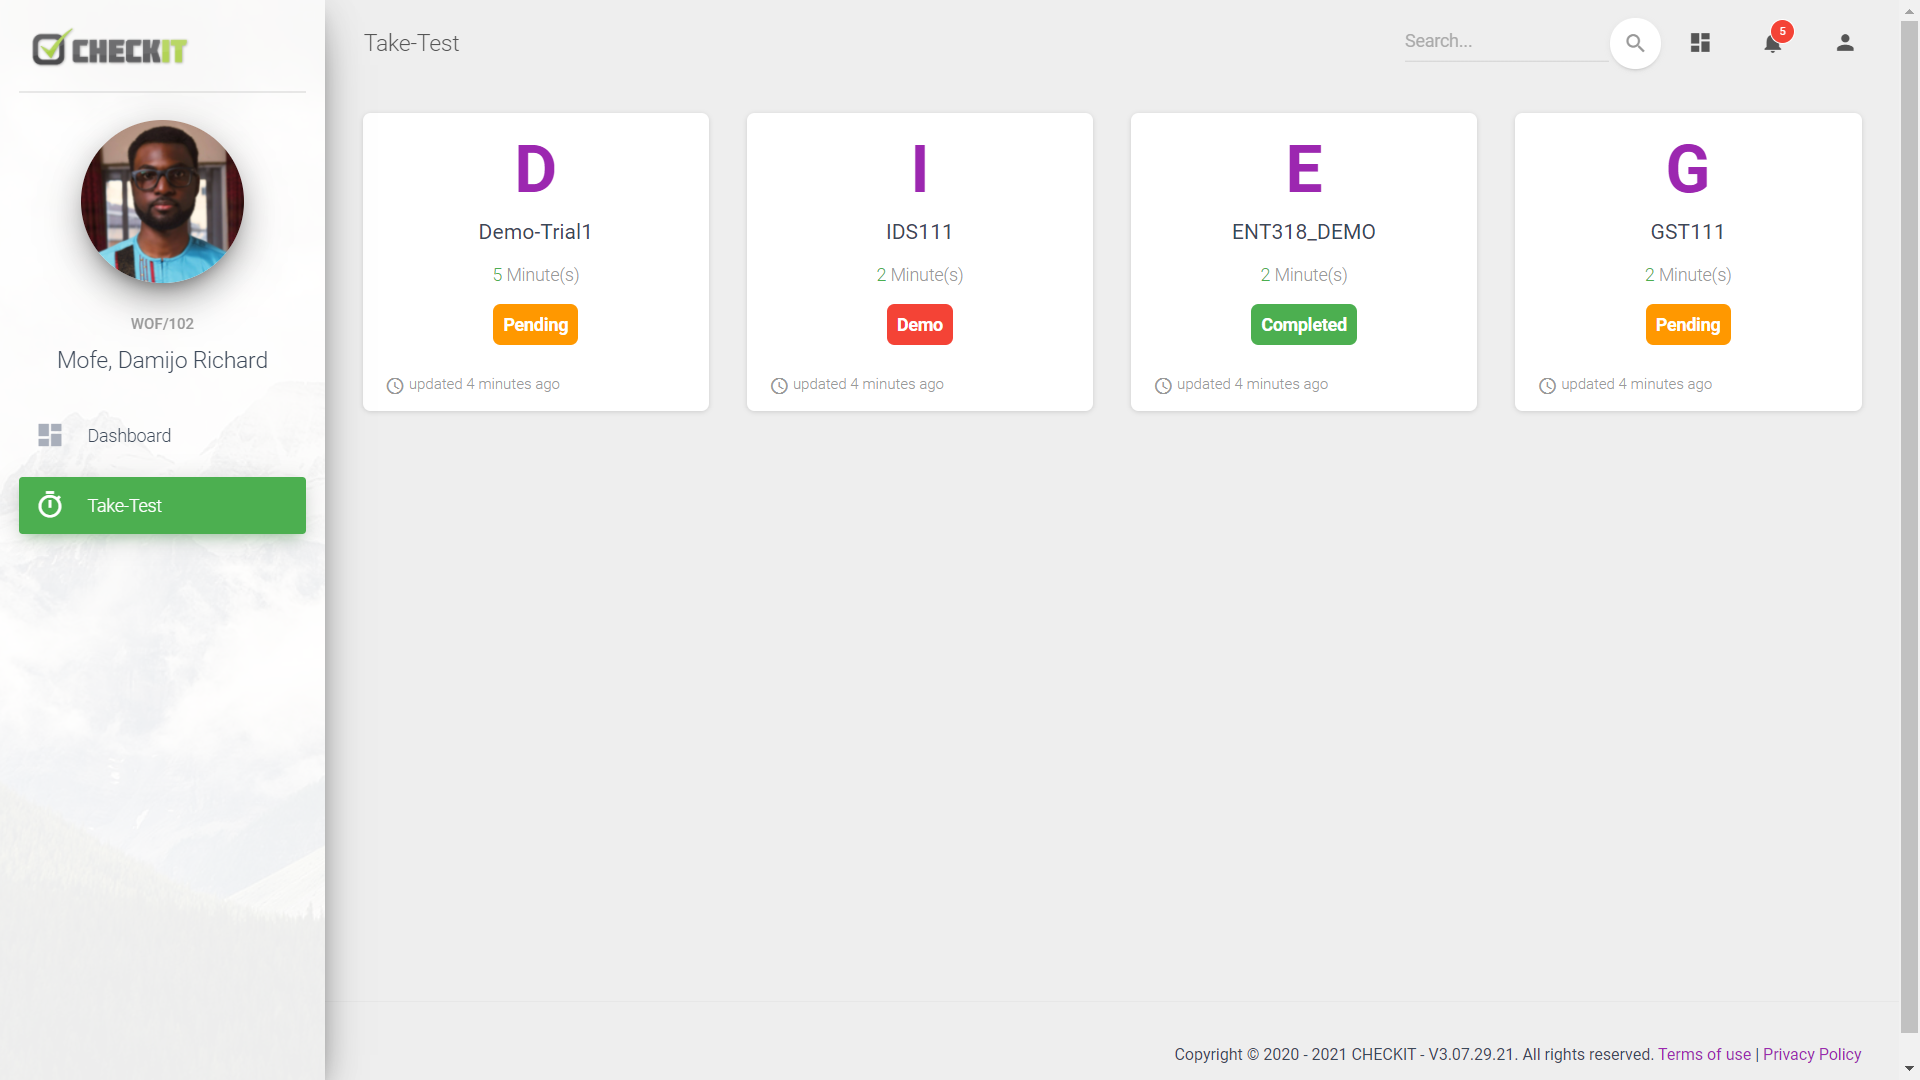 CHECKIT
WOF/102
Mofe, Damijo Richard
Dashboard
Take-Test
Take-Test
Search...
5
D
Demo-Trial1
5 Minute(s)
Pending
updated 4 minutes ago
I
IDS111
2 Minute(s)
Demo
updated 4 minutes ago
E
ENT318_DEMO
2 Minute(s)
Completed
updated 4 minutes ago
G
GST111
2 Minute(s)
Pending
updated 4 minutes ago
Copyright © 2020 - 2021 CHECKIT - V3.07.29.21. All rights reserved. Terms of use | Privacy Policy